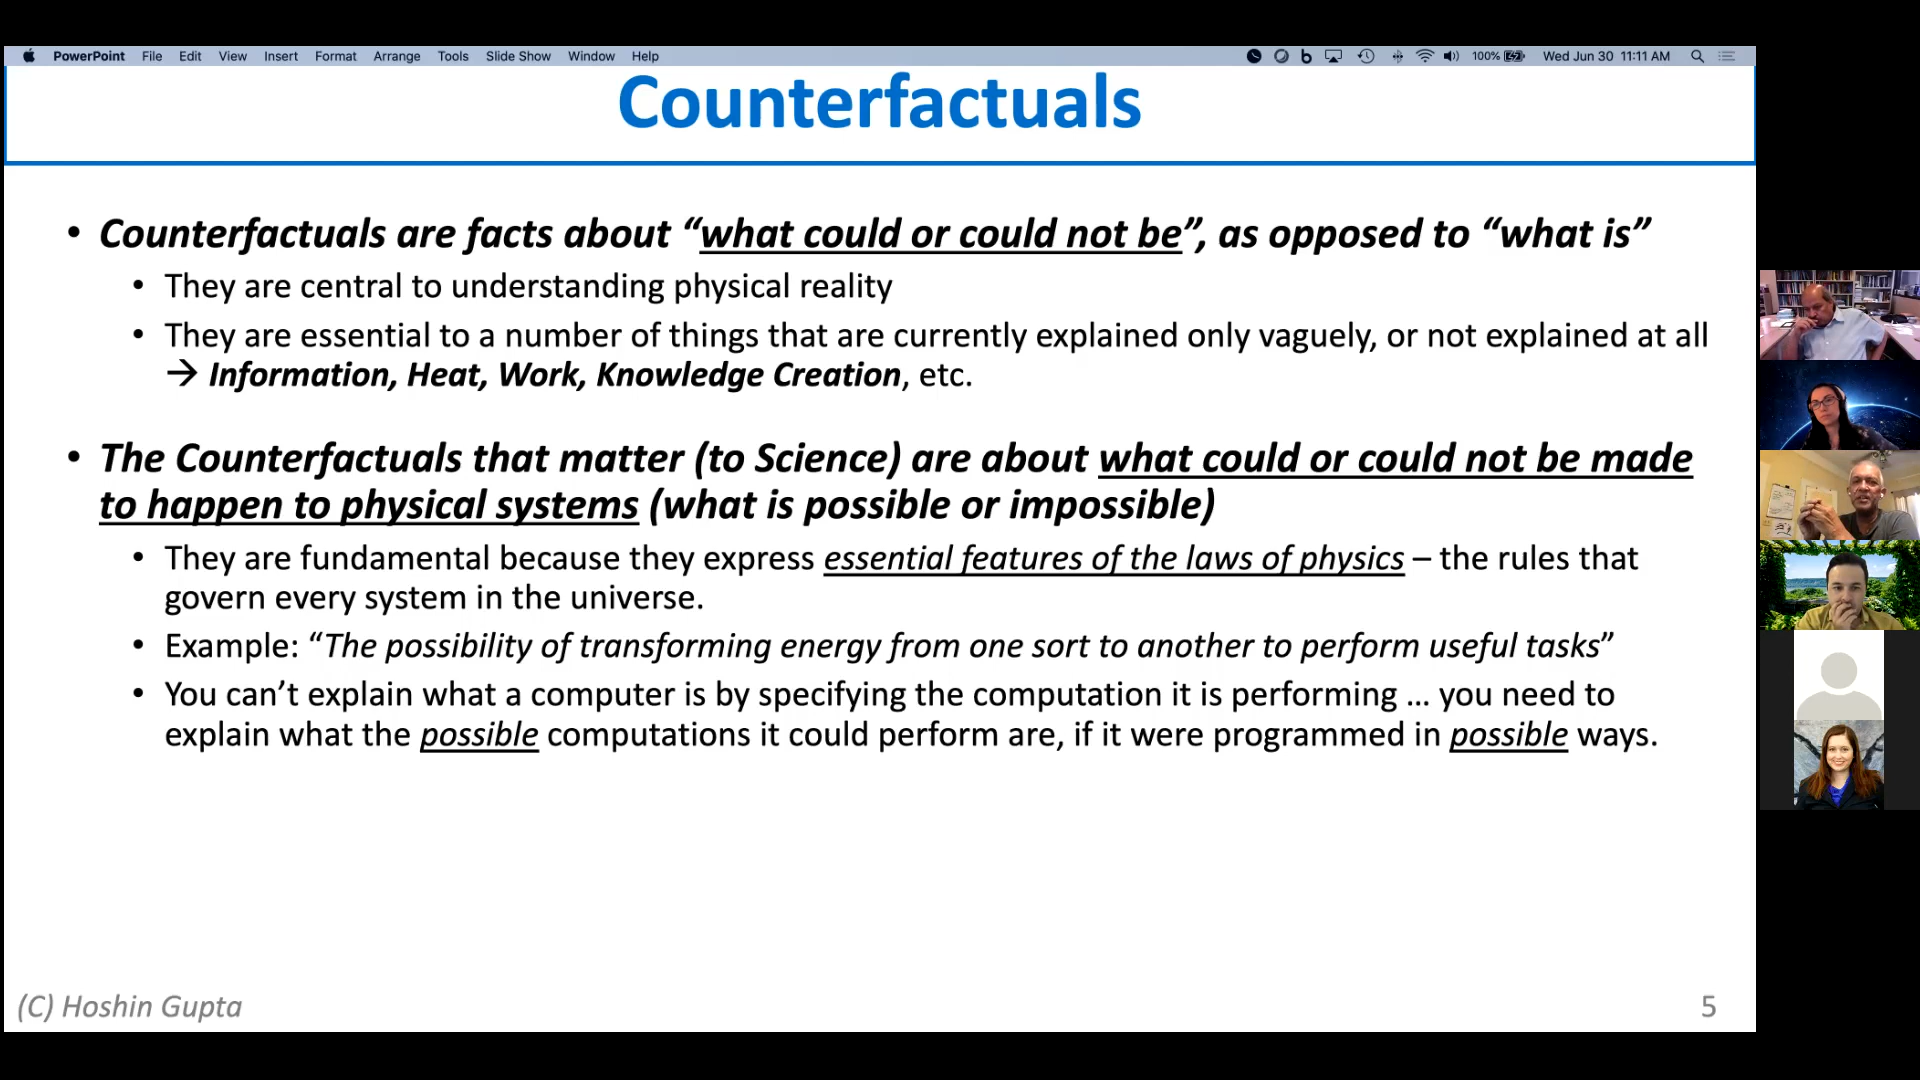 PowerPoint File Edit View Insert Format Arrange Tools Slide Show Window Help 100% Wed Jun 30 11:11 AM
Counterfactuals
• Counterfactuals are facts about “what could or could not be”, as opposed to “what is”
• They are central to understanding physical reality
• They are essential to a number of things that are currently explained only vaguely, or not explained at all
→ Information, Heat, Work, Knowledge Creation, etc.
• The Counterfactuals that matter (to Science) are about what could or could not be made
to happen to physical systems (what is possible or impossible)
• They are fundamental because they express essential features of the laws of physics – the rules that
govern every system in the universe.
• Example: “The possibility of transforming energy from one sort to another to perform useful tasks”
• You can’t explain what a computer is by specifying the computation it is performing … you need to
explain what the possible computations it could perform are, if it were programmed in possible ways.
(C) Hoshin Gupta
5